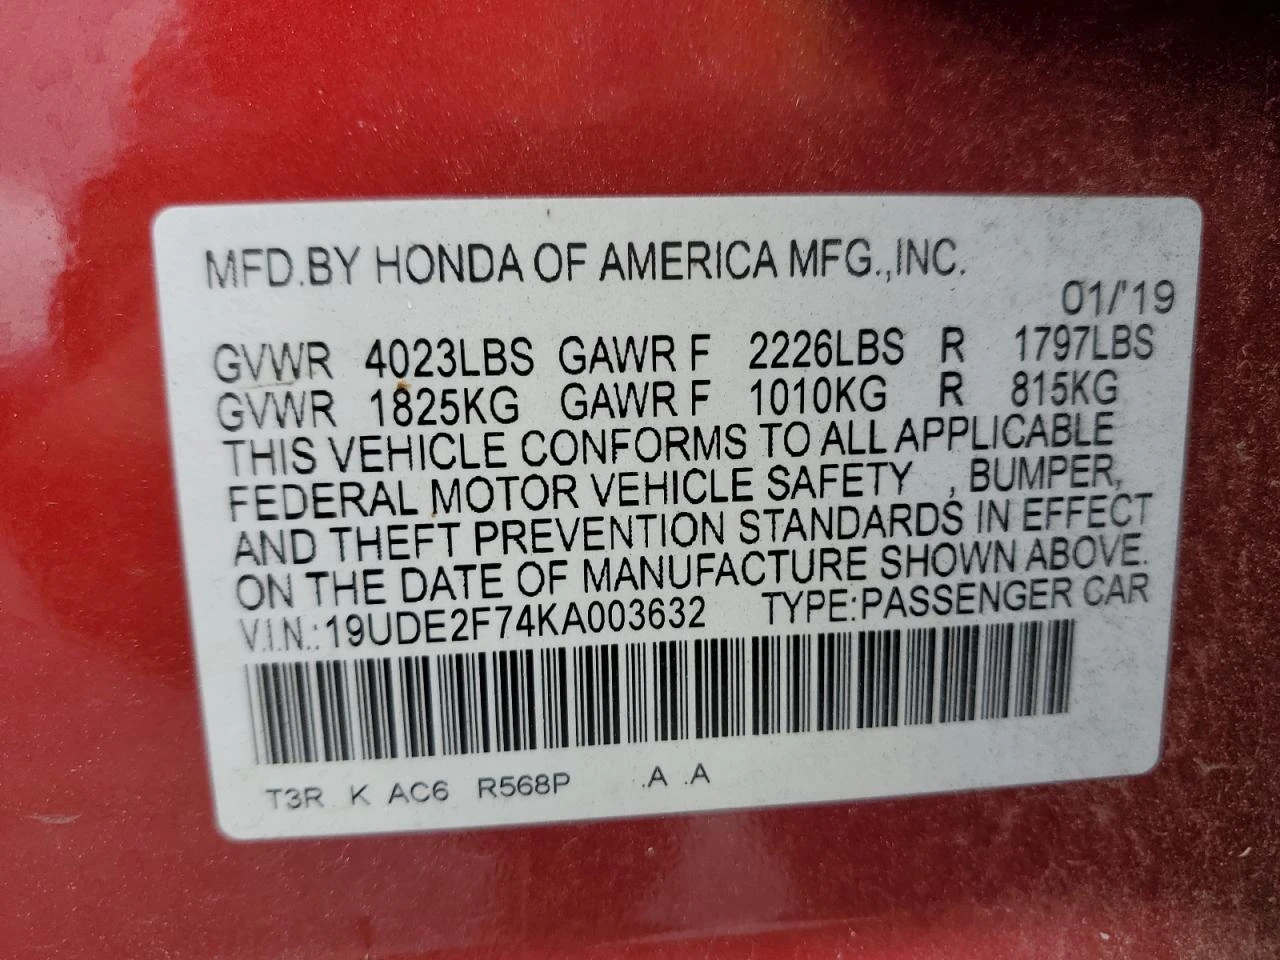 MFD.BY HONDA OF AMERICA MFG.,INC.
01/'19
GVWR 4023LBS GAWR F 2226LBS R 1797LBS
GVWR 1825KG GAWR F 1010KG R 815KG
THIS VEHICLE CONFORMS TO ALL APPLICABLE
FEDERAL MOTOR VEHICLE SAFETY , BUMPER,
AND THEFT PREVENTION STANDARDS IN EFFECT
ON THE DATE OF MANUFACTURE SHOWN ABOVE.
V.I.N.:19UDE2F74KA003632 TYPE:PASSENGER CAR
T3R K AC6 R568P .A .A